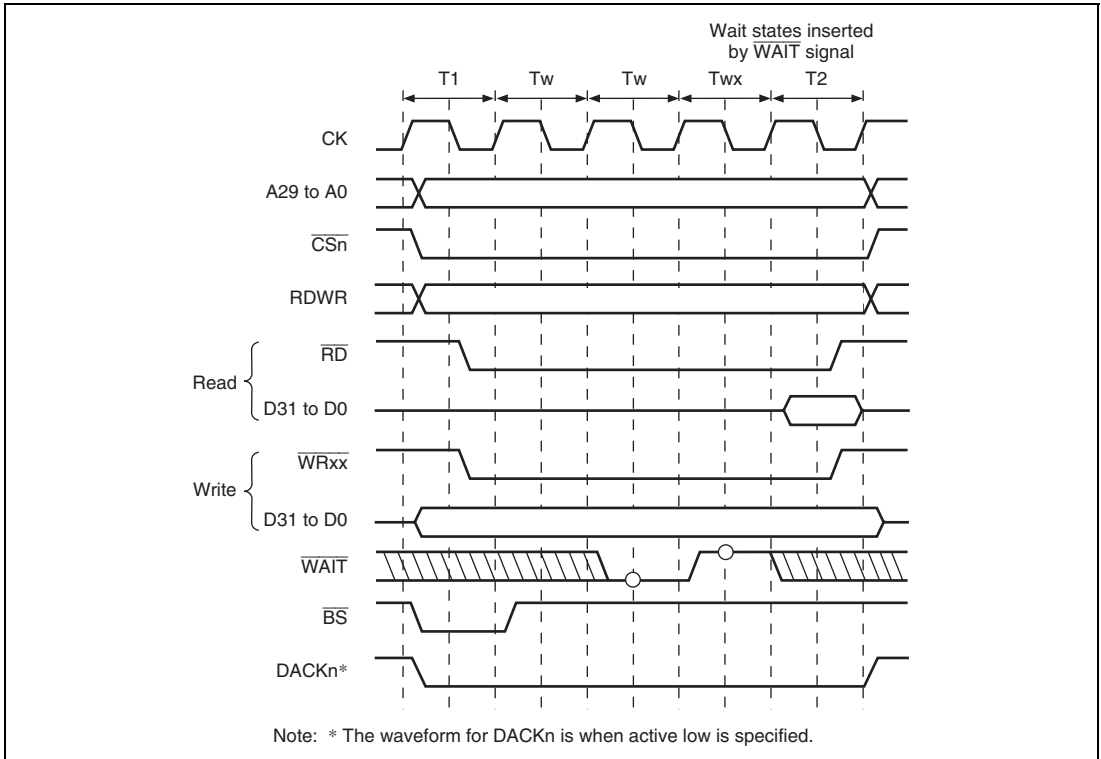 Wait states inserted
by WAIT signal
T1 Tw Tw Twx T2
CK
A29 to A0
CSn
RDWR
RD
Read
D31 to D0
WRxx
Write
D31 to D0
WAIT
BS
DACKn*
Note: * The waveform for DACKn is when active low is specified.